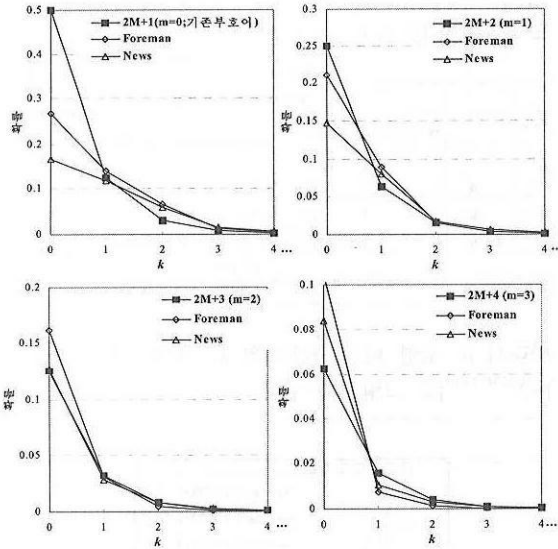 0.5
0.4
0.3
0.2
0.1
0
2M+1(m=0;기존부호어)
Foreman
News
0 1 2 3 4 ...
k
0.25
0.2
0.15
0.1
0.05
0
2M+2 (m=1)
Foreman
News
0 1 2 3 4 ...
k
0.2
0.15
0.1
0.05
0
2M+3 (m=2)
Foreman
News
0 1 2 3 4 ...
k
0.1
0.08
0.06
0.04
0.02
0
2M+4 (m=3)
Foreman
News
0 1 2 3 4 ...
k